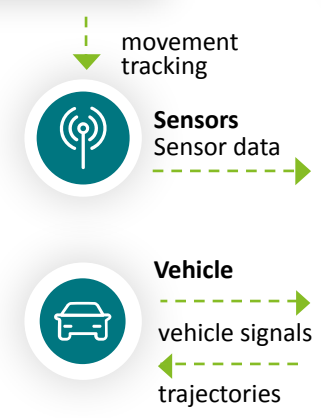 movement
tracking
Sensors
Sensor data
Vehicle
vehicle signals
trajectories